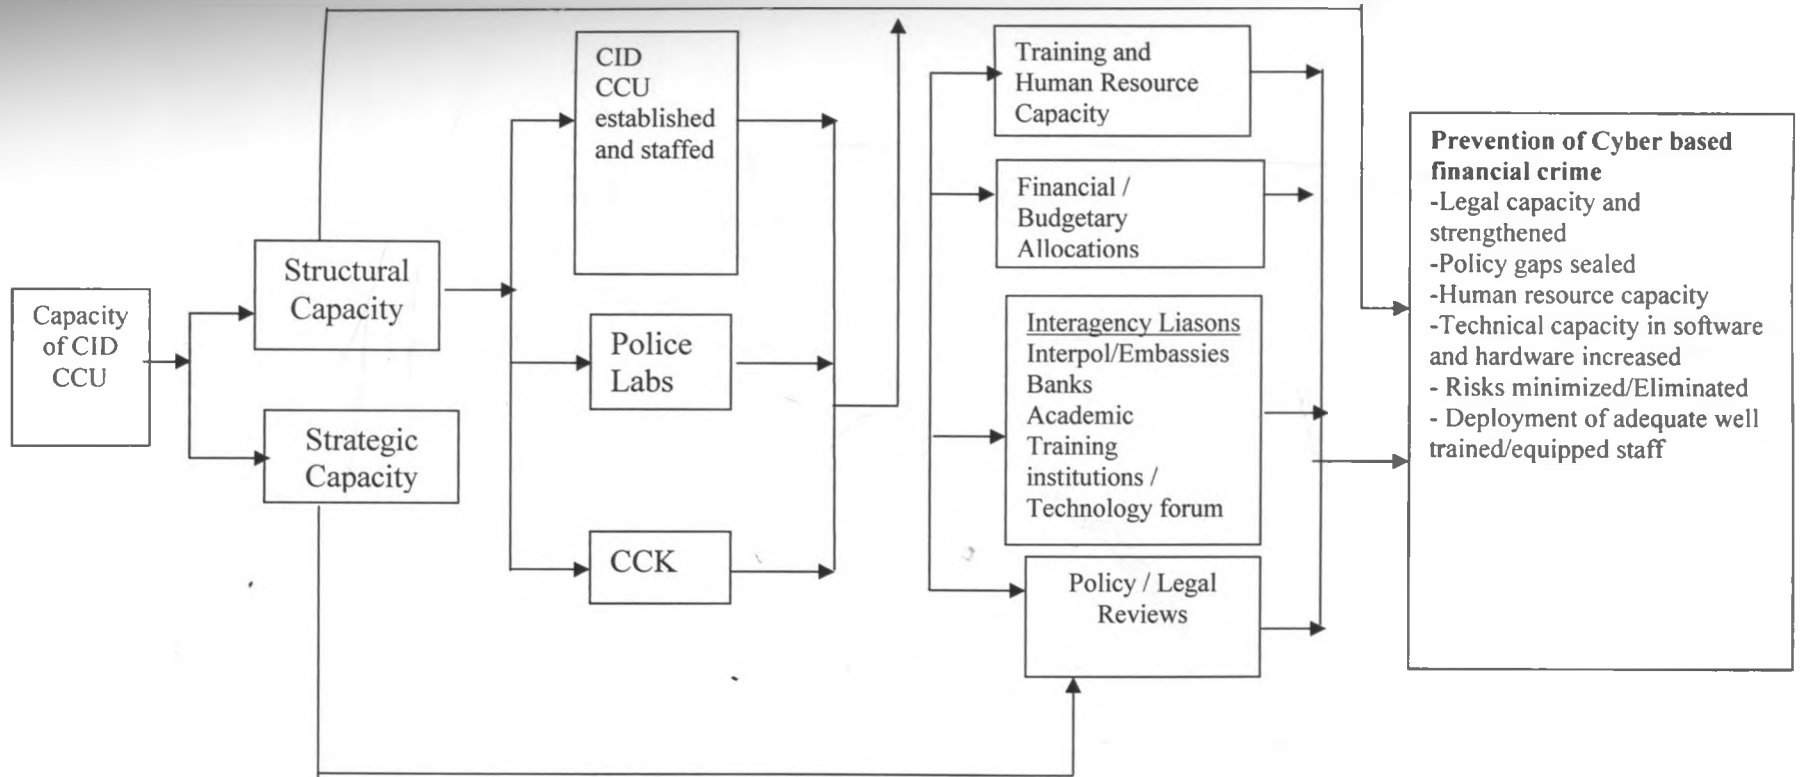 Capacity
of CID
CCU
Structural
Capacity
Strategic
Capacity
CID
CCU
established
and staffed
Police
Labs
CCK
Training and
Human Resource
Capacity
Financial /
Budgetary
Allocations
Interagency Liasons
Interpol/Embassies
Banks
Academic
Training
institutions /
Technology forum
Policy / Legal
Reviews
Prevention of Cyber based
financial crime
-Legal capacity and
strengthened
-Policy gaps sealed
-Human resource capacity
-Technical capacity in software
and hardware increased
- Risks minimized/Eliminated
- Deployment of adequate well
trained/equipped staff